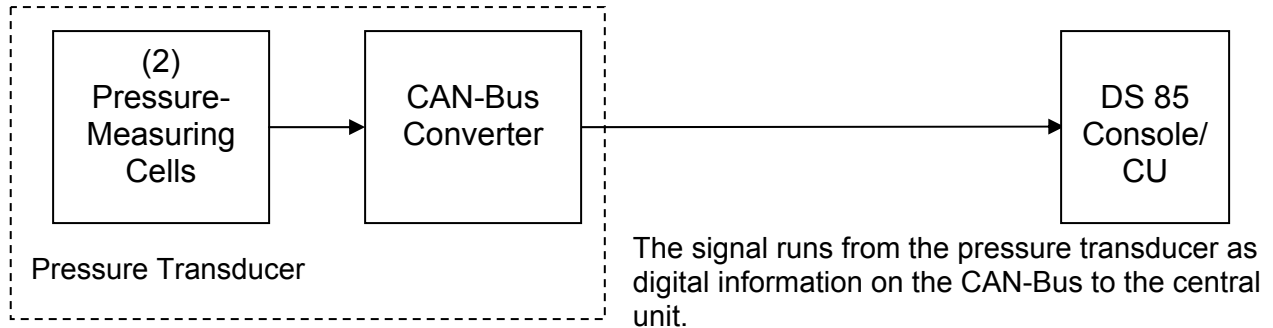 (2)
Pressure-
Measuring
Cells
CAN-Bus
Converter
DS 85
Console/
CU
Pressure Transducer
The signal runs from the pressure transducer as
digital information on the CAN-Bus to the central
unit.